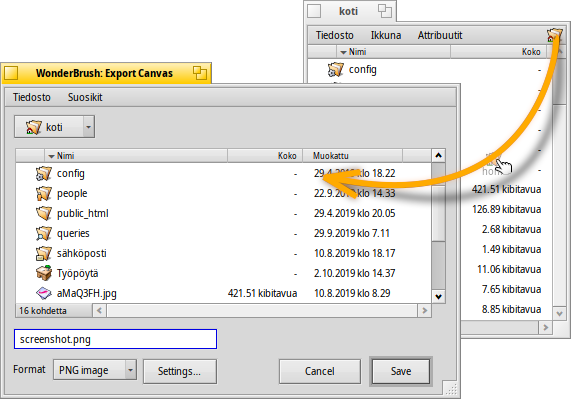 koti
Tiedosto Ikkuna Attribuutit
Nimi Koko
config -
-
-
-
-
421.51 kibitavua
126.89 kibitavua
2.68 kibitavua
1.49 kibitavua
11.06 kibitavua
7.65 kibitavua
8.85 kibitavua
WonderBrush: Export Canvas
Tiedosto Suosikit
koti
Nimi Koko Muokattu
config - 29.4.2019 klo 18.22
people - 22.9.2019 klo 14.33
public_html - 29.4.2019 klo 20.05
queries - 29.9.2019 klo 7.11
sähköposti - 10.8.2019 klo 18.17
Työpöytä - 2.10.2019 klo 14.37
aMaQ3FH.jpg 421.51 kibitavua 10.8.2019 klo 8.29
16 kohdetta
screenshot.png
Format PNG image Settings... Cancel Save